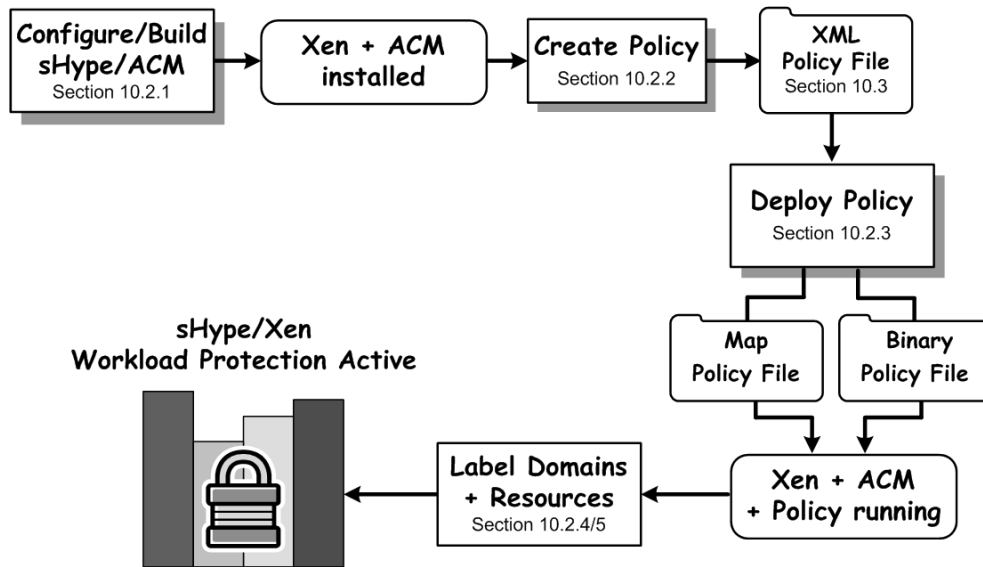 Configure/Build
sHype/ACM
Section 10.2.1
Xen + ACM
installed
Create Policy
Section 10.2.2
XML
Policy File
Section 10.3
Deploy Policy
Section 10.2.3
Map
Policy File
Binary
Policy File
Xen + ACM
+ Policy running
Label Domains
+ Resources
Section 10.2.4/5
sHype/Xen
Workload Protection Active